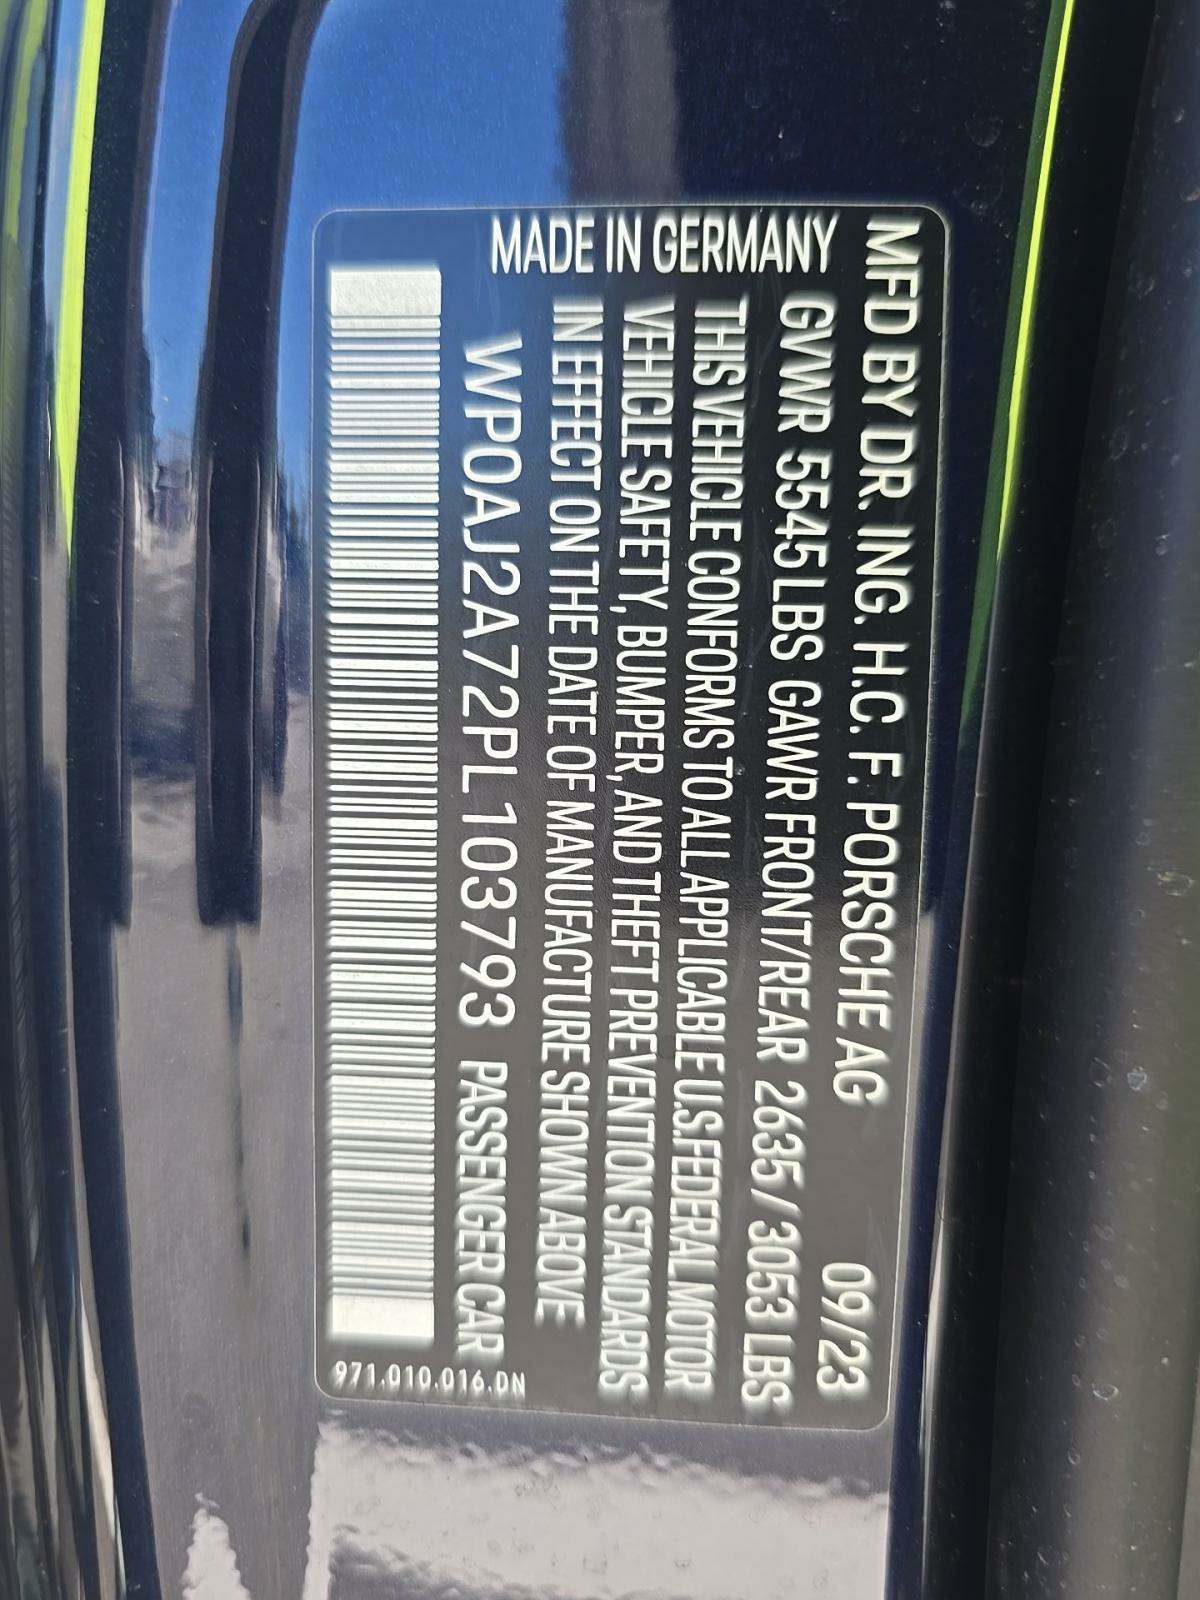 MFD BY DR. ING. H.C. F. PORSCHE AG 09/23
GVWR 5545 LBS GAWR FRONT/REAR 2635 / 3053 LBS
THIS VEHICLE CONFORMS TO ALL APPLICABLE U.S.FEDERAL MOTOR
VEHICLE SAFETY, BUMPER, AND THEFT PREVENTION STANDARDS
IN EFFECT ON THE DATE OF MANUFACTURE SHOWN ABOVE
WP0AJ2A72PL103793 PASSENGER CAR
MADE IN GERMANY
971.010.016.DN